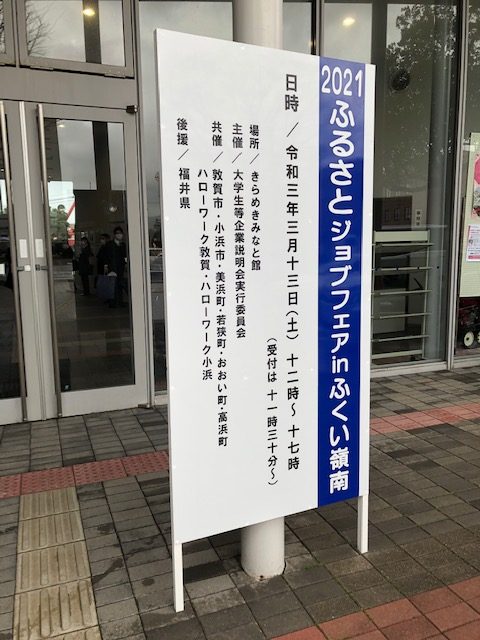 2021ふるさとジョブフェアinふくい嶺南
日時/令和三年三月十三日(土) 十二時～十七時
(受付は 十一時三十分～)
場所/きらめきみなと館
主催/大学生等企業説明会実行委員会
共催/敦賀市・小浜市・美浜町・若狭町・おおい町・高浜町
ハローワーク敦賀・ハローワーク小浜
後援/福井県